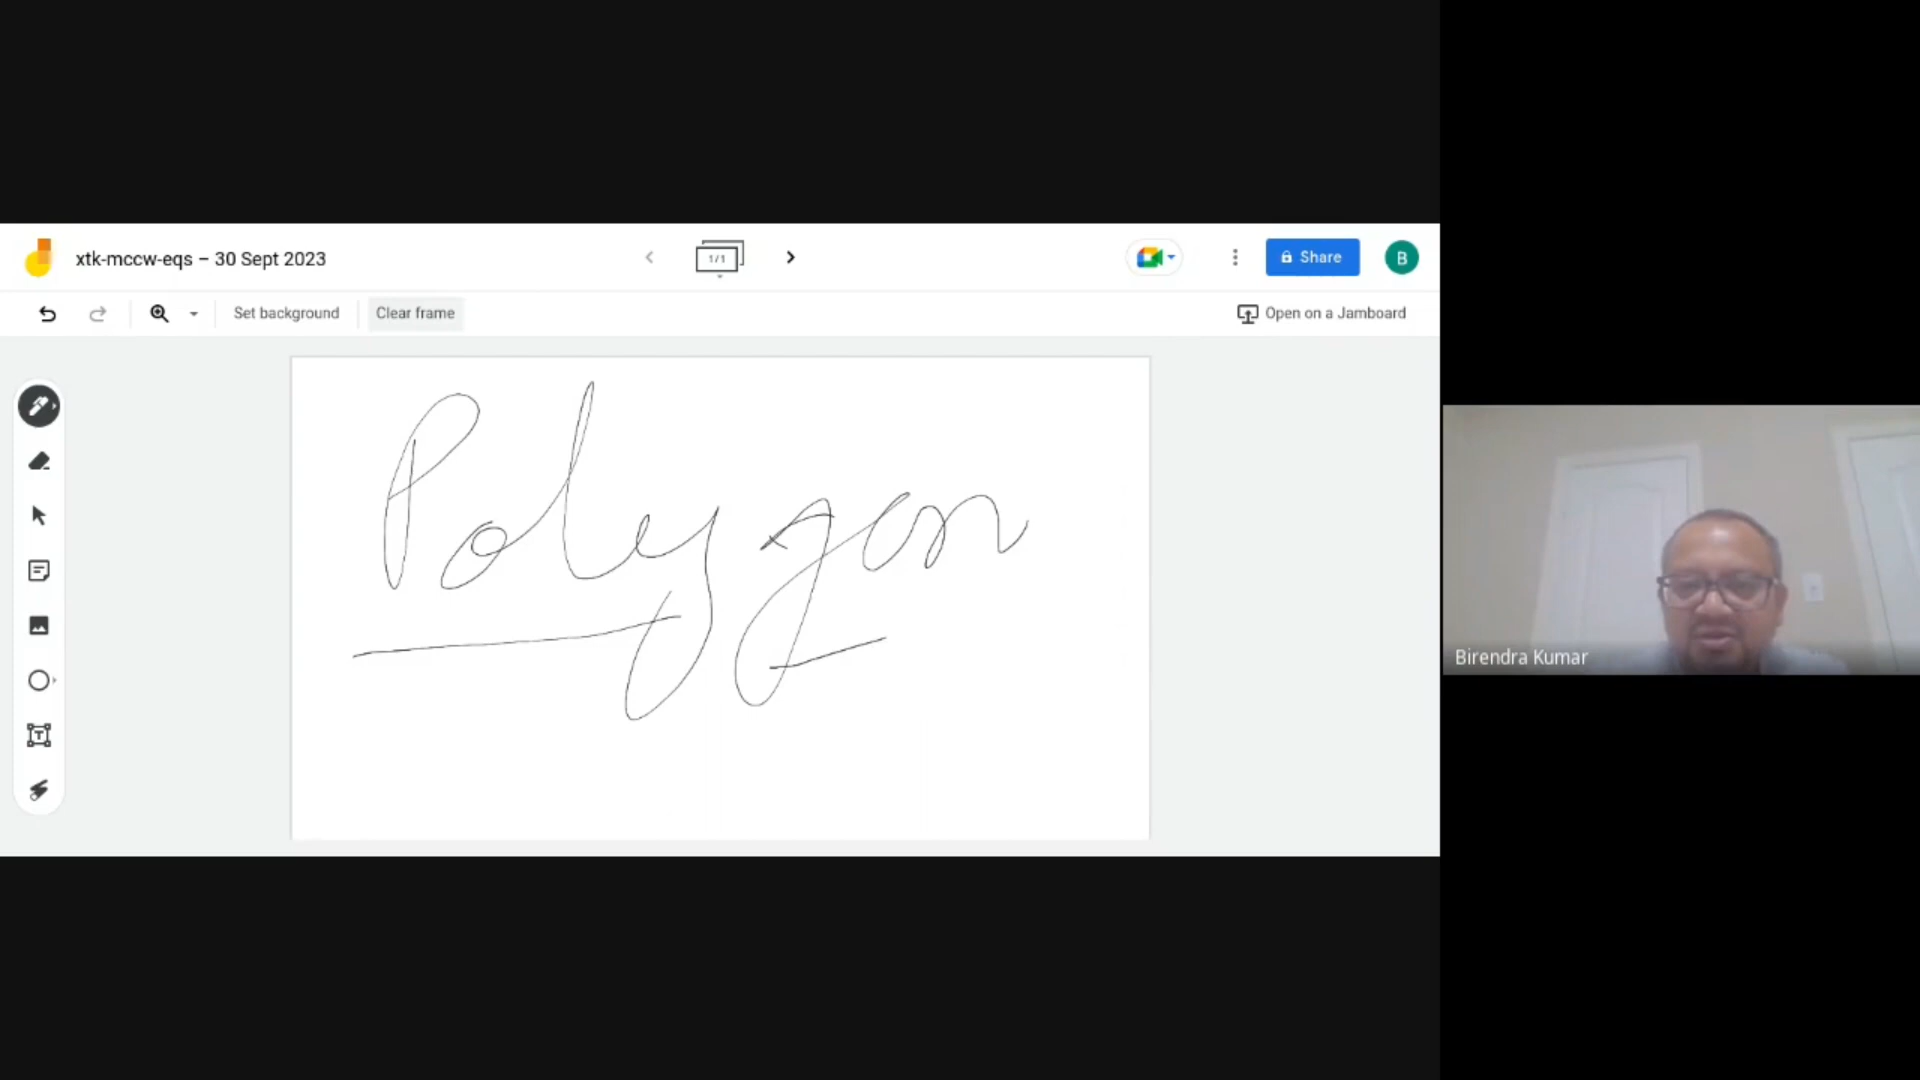 xtk-mccw-eqs – 30 Sept 2023
1/1
Share
B
Set background
Clear frame
Open on a Jamboard
Polygon
T
Birendra Kumar